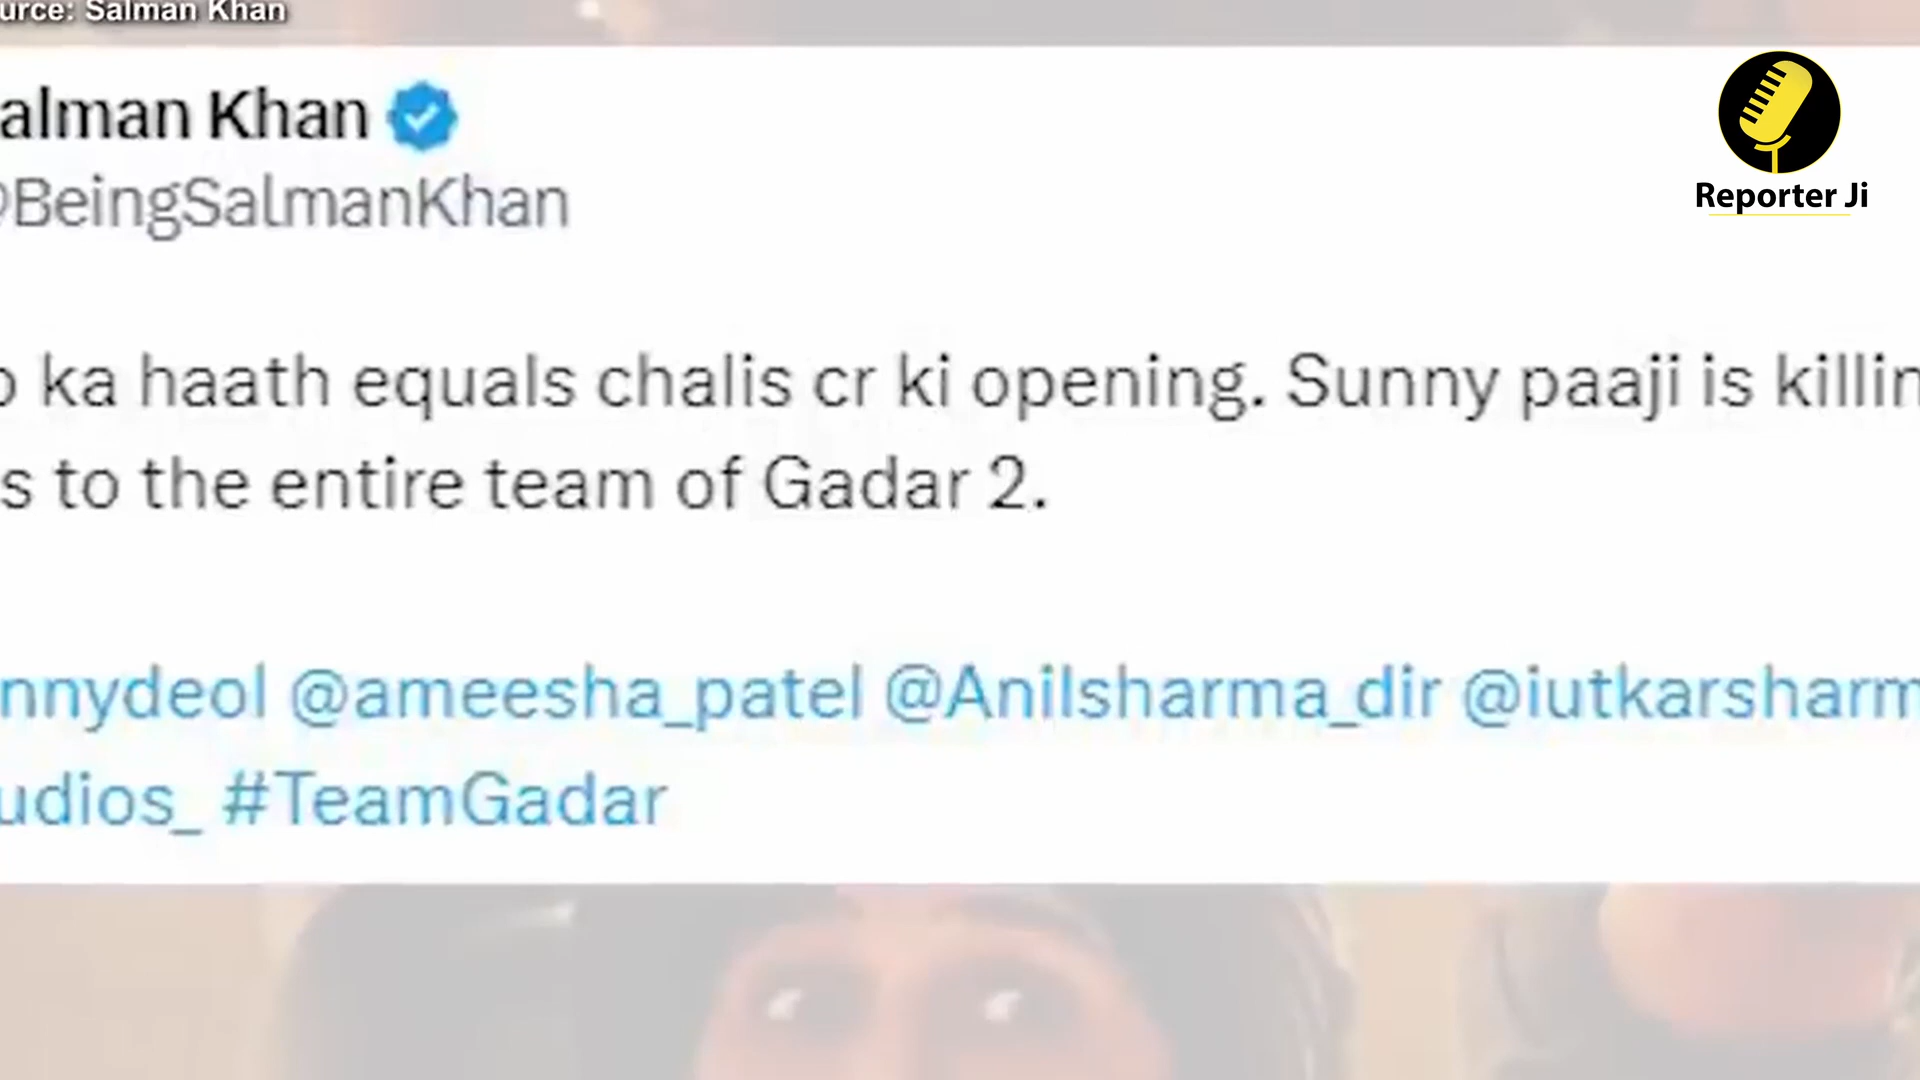 Salman Khan
alman Khan
@BeingSalmanKhan
Reporter Ji
ka haath equals chalis cr ki opening. Sunny paaji is killin
s to the entire team of Gadar 2.
nnydeol @ameesha_patel @Anilsharma_dir @iutkarsharm
udios_ #TeamGadar